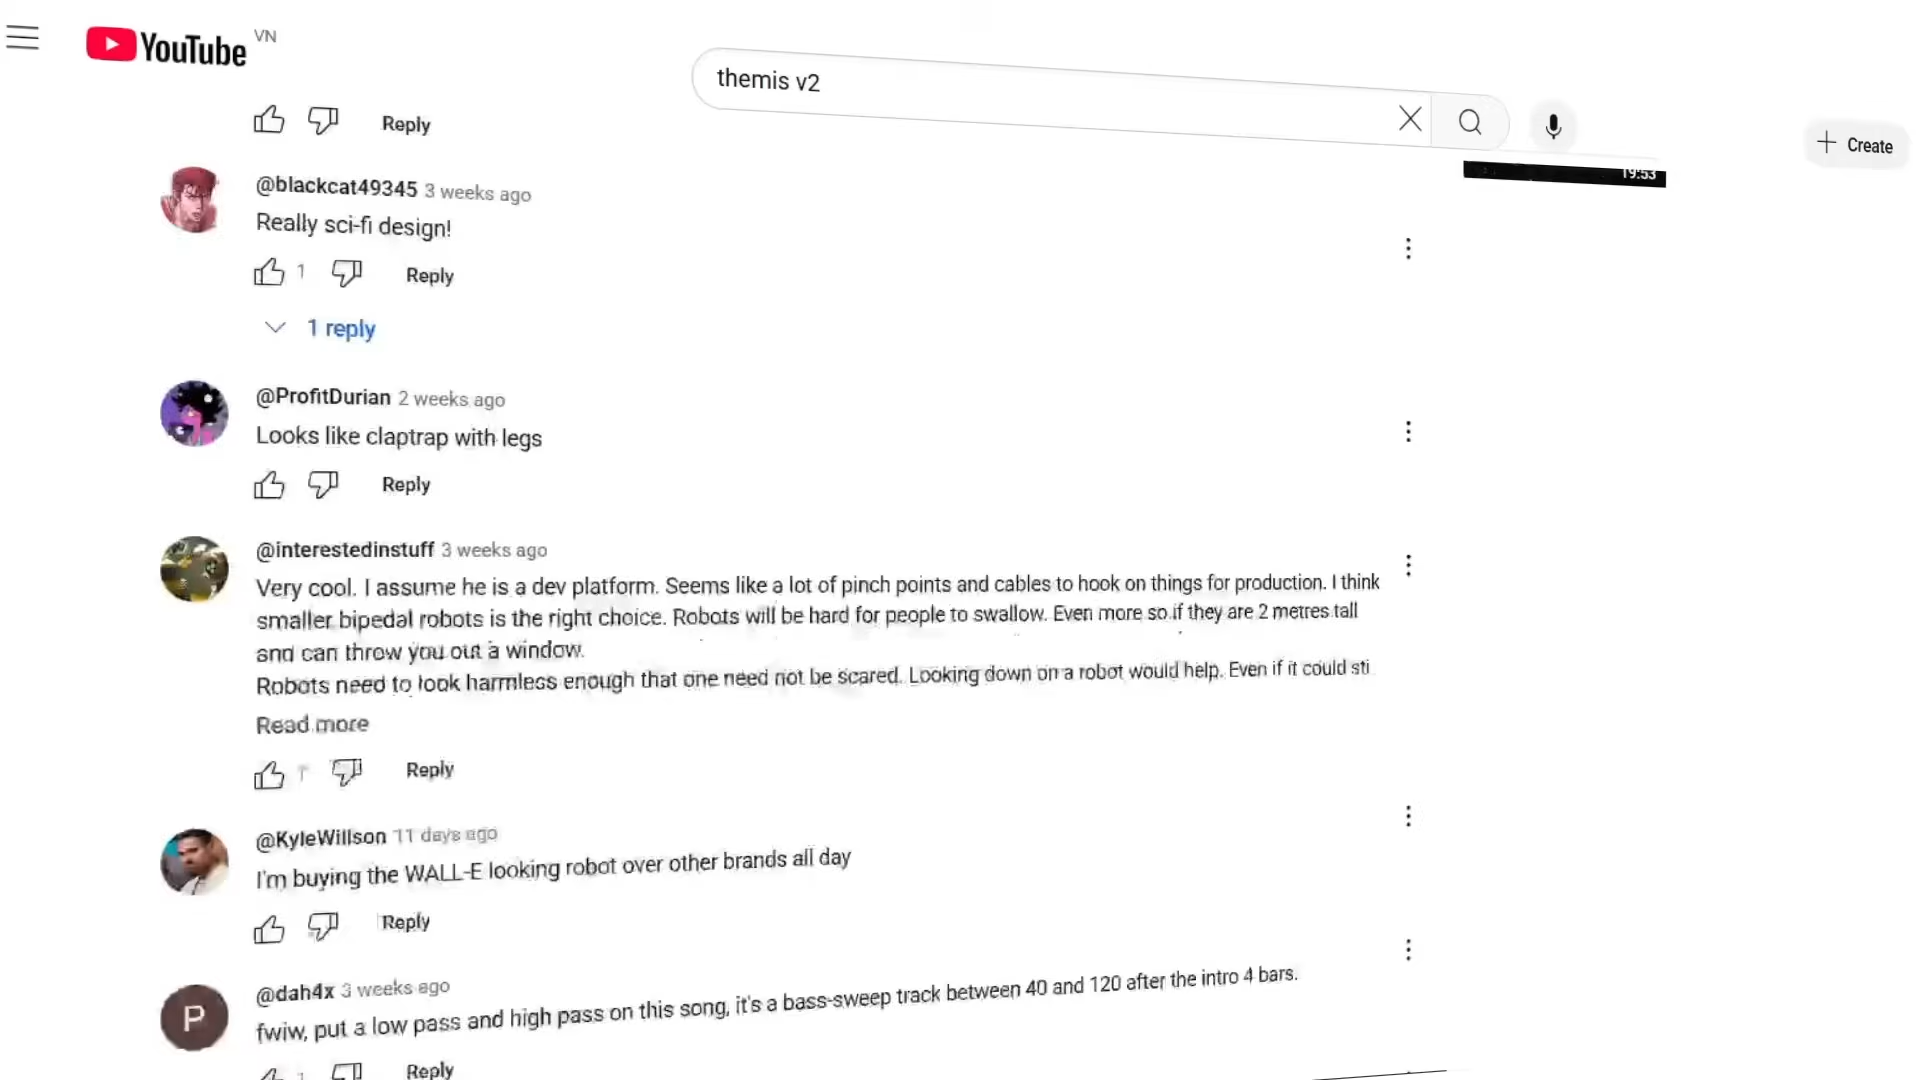 YouTube VN
themis v2
Create
Reply
19:53
@blackcat49345 3 weeks ago
Really sci-fi design!
1 Reply
1 reply
@ProfitDurian 2 weeks ago
Looks like claptrap with legs
Reply
@interestedinstuff 3 weeks ago
Very cool. I assume he is a dev platform. Seems like a lot of pinch points and cables to hook on things for production. I think
smaller bipedal robots is the right choice. Robots will be hard for people to swallow. Even more so if they are 2 metres tall
and can throw you out a window.
Robots need to look harmless enough that one need not be scared. Looking down on a robot would help. Even if it could sti
Read more
Reply
@KyleWillson 11 days ago
I'm buying the WALL-E looking robot over other brands all day
Reply
P
@dah4x 3 weeks ago
fwiw, put a low pass and high pass on this song, it's a bass-sweep track between 40 and 120 after the intro 4 bars.
Reply